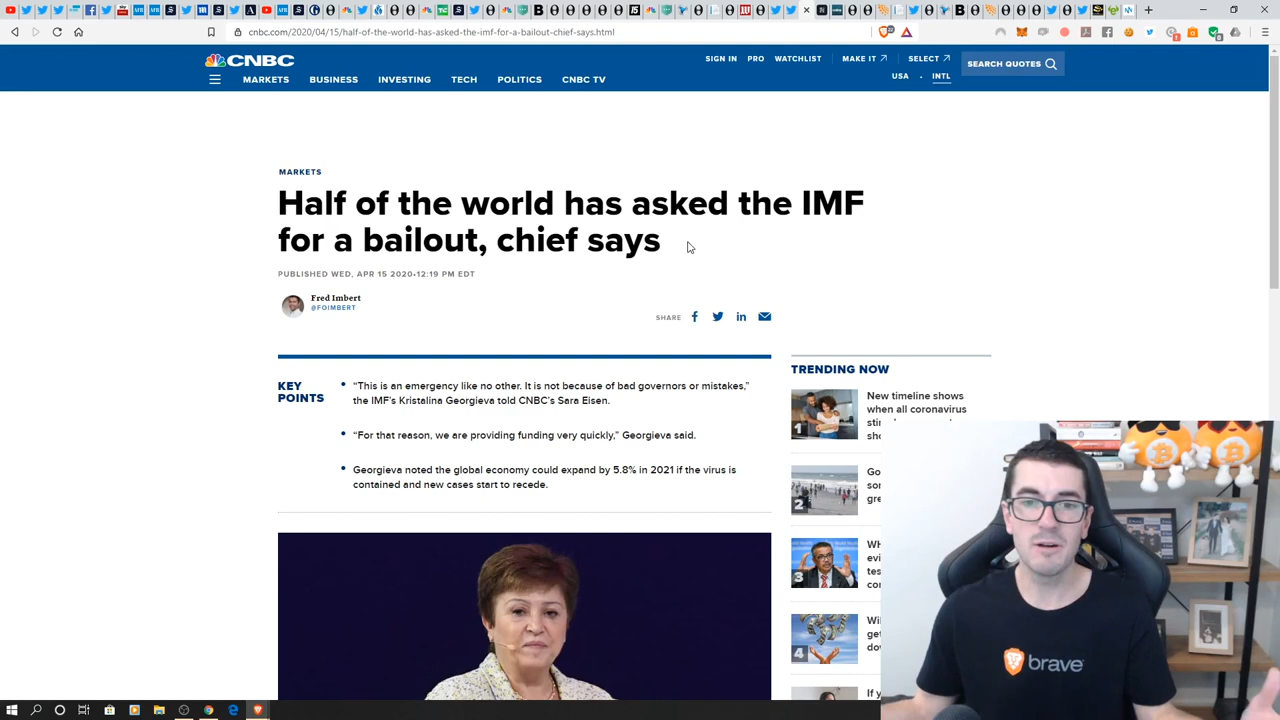 cnbc.com/2020/04/15/half-of-the-world-has-asked-the-imf-for-a-bailout-chief-says.html
CNBC
SIGN IN PRO WATCHLIST MAKE IT SELECT
SEARCH QUOTES
USA · INTL
MARKETS BUSINESS INVESTING TECH POLITICS CNBC TV
MARKETS
Half of the world has asked the IMF
for a bailout, chief says
PUBLISHED WED, APR 15 2020•12:19 PM EDT
Fred Imbert
@FOIMBERT
SHARE
KEY
POINTS
“This is an emergency like no other. It is not because of bad governors or mistakes,”
the IMF’s Kristalina Georgieva told CNBC’s Sara Eisen.
“For that reason, we are providing funding very quickly,” Georgieva said.
Georgieva noted the global economy could expand by 5.8% in 2021 if the virus is
contained and new cases start to recede.
TRENDING NOW
1
New timeline shows
when all coronavirus
2
3
4
If
brave